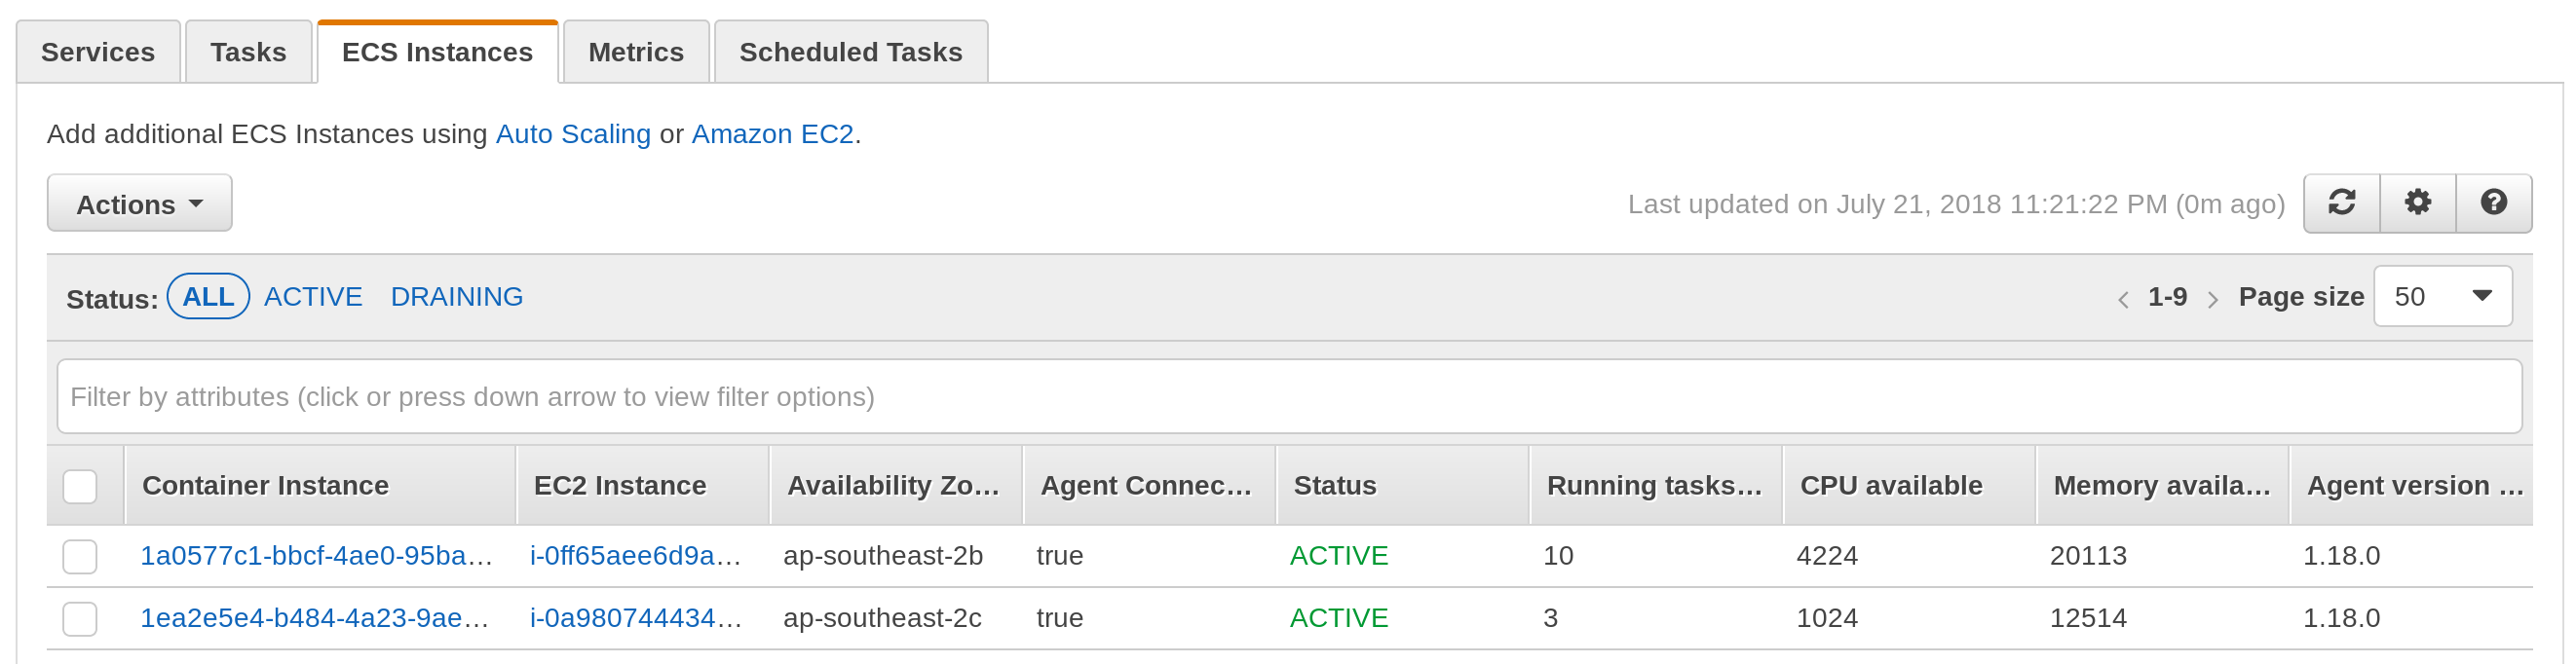 Services Tasks ECS Instances Metrics Scheduled Tasks
Add additional ECS Instances using Auto Scaling or Amazon EC2.
Actions Last updated on July 21, 2018 11:21:22 PM (0m ago)
Status: ALL ACTIVE DRAINING 1-9 Page size 50
Filter by attributes (click or press down arrow to view filter options)
Container Instance EC2 Instance Availability Zo... Agent Connec... Status Running tasks... CPU available Memory availa... Agent version ...
1a0577c1-bbcf-4ae0-95ba... i-0ff65aee6d9a... ap-southeast-2b true ACTIVE 10 4224 20113 1.18.0
1ea2e5e4-b484-4a23-9ae... i-0a980744434... ap-southeast-2c true ACTIVE 3 1024 12514 1.18.0